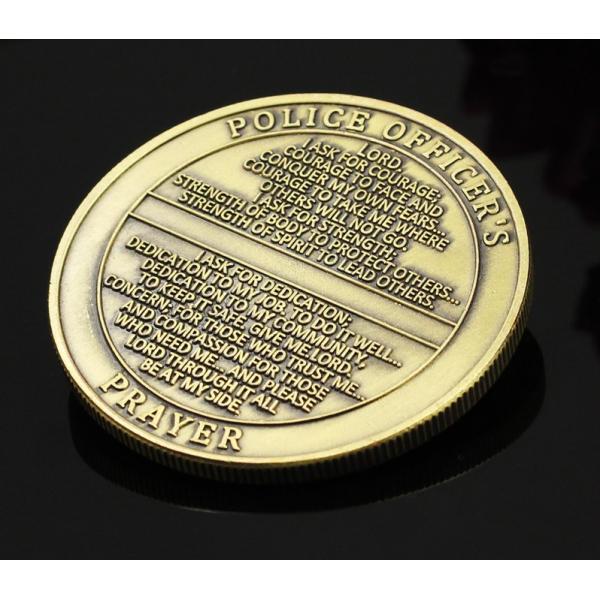 POLICE OFFICER'S
LORD
I ASK FOR COURAGE
COURAGE TO FACE AND
CONQUER MY OWN FEARS...
COURAGE TO TAKE ME WHERE
OTHERS WILL NOT GO.
I ASK FOR STRENGTH,
STRENGTH OF BODY TO PROTECT OTHERS...
STRENGTH OF SPIRIT TO LEAD OTHERS.
I ASK FOR DEDICATION:
DEDICATION TO MY JOB, TO DO IT WELL...
DEDICATION TO MY COMMUNITY,
TO KEEP IT SAFE. GIVE ME LORD,
CONCERN: FOR THOSE WHO TRUST ME...
AND COMPASSION FOR THOSE
WHO NEED ME... AND PLEASE
LORD THROUGH IT ALL
BE AT MY SIDE.
PRAYER